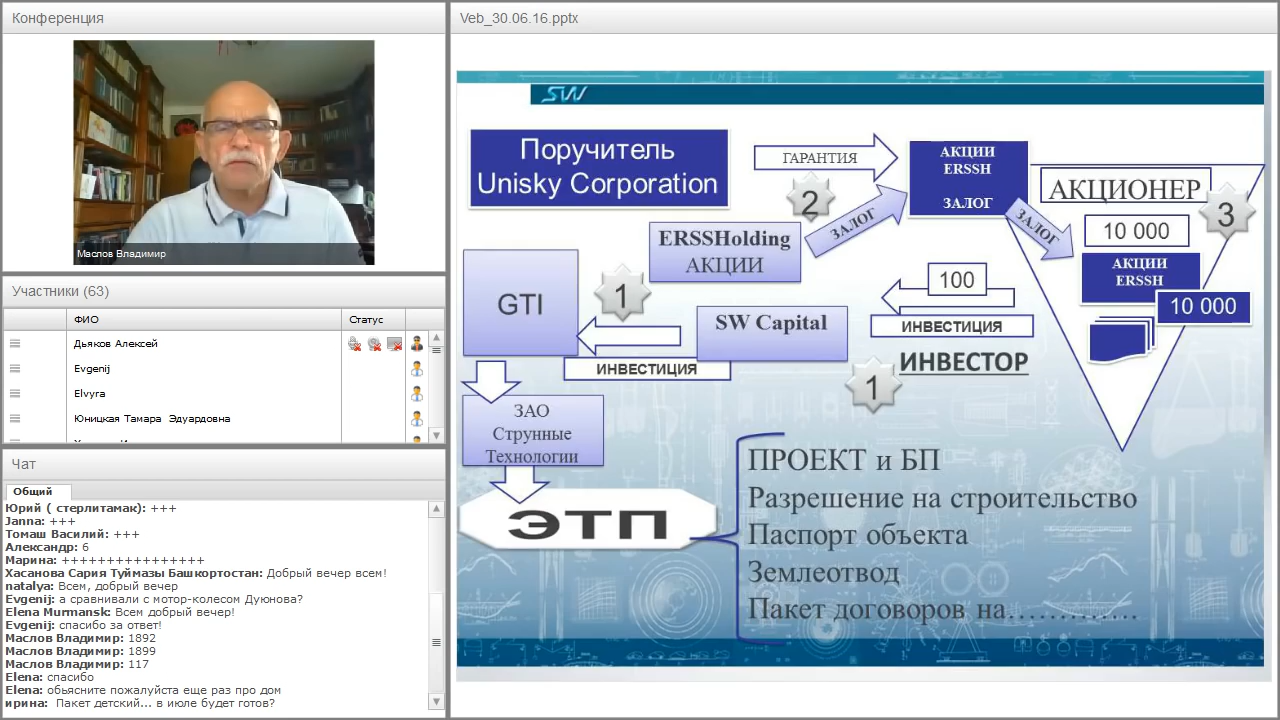 Конференция
Маслов Владимир
Участники (63)
ФИО
Статус
Дьяков Алексей
Evgenij
Elvyra
Юницкая Тамара Эдуардовна
Чат
Общий
Юрий ( стерлитамак): +++
Janna: +++
Томаш Василий: +++
Александр: 6
Марина: +++++++++++++++
Хасанова Сария Туймазы Башкортостан: Добрый вечер всем!
natalya: Всем, добрый вечер
Evgenij: а сравнивали с мотор-колесом Дуюнова?
Elena Murmansk: Всем добрый вечер!
Evgenij: спасибо за ответ!
Маслов Владимир: 1892
Маслов Владимир: 1899
Маслов Владимир: 117
Elena: спасибо
Elena: обьясните пожалуйста еще раз про дом
ирина: Пакет детский... в июле будет готов?
Veb_30.06.16.pptx
SW
Поручитель
Unisky Corporation
ГАРАНТИЯ
2
ЗАЛОГ
АКЦИИ
ERSSH
ЗАЛОГ
АКЦИОНЕР
3
ЗАЛОГ
10 000
АКЦИИ
ERSSH
10 000
ERSSHolding
АКЦИИ
GTI
1
SW Capital
ИНВЕСТИЦИЯ
100
ИНВЕСТИЦИЯ
ИНВЕСТОР
1
ЗАО
Струнные
Технологии
ЭТП
ПРОЕКТ и БП
Разрешение на строительство
Паспорт объекта
Землеотвод
Пакет договоров на………….